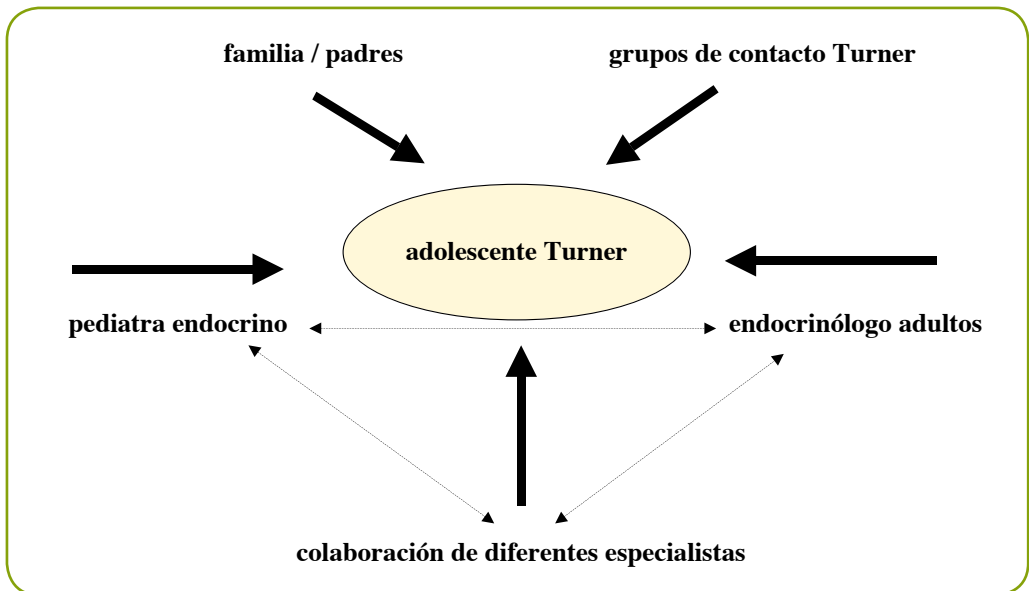 familia / padres
grupos de contacto Turner
adolescente Turner
pediatra endocrino
endocrinólogo adultos
colaboración de diferentes especialistas